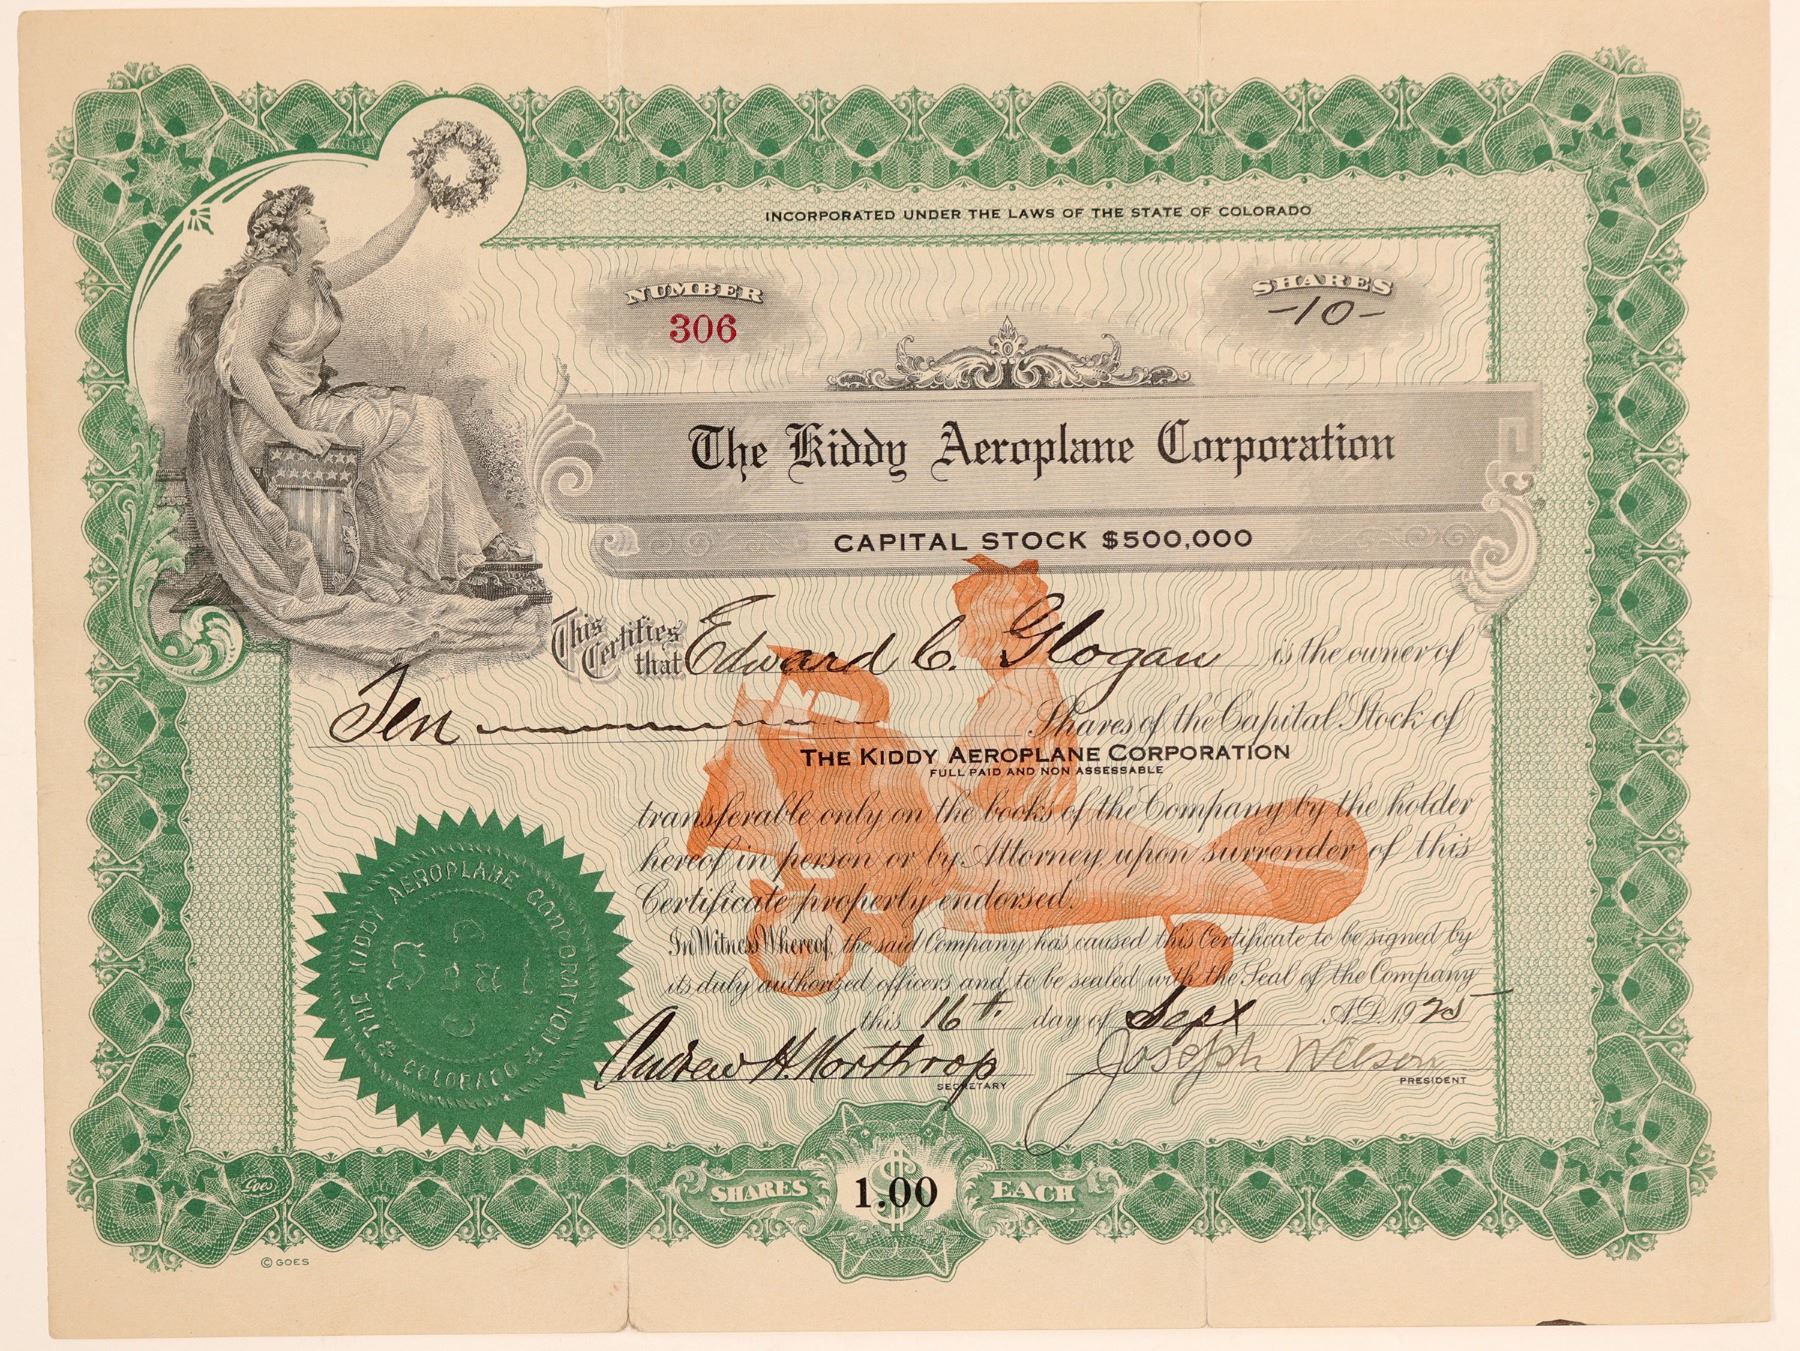 INCORPORATED UNDER THE LAWS OF THE STATE OF COLORADO
NUMBER
306
SHARES
-10-
The Kiddy Aeroplane Corporation
CAPITAL STOCK $500,000
This Certifies that Edward C. Glogau is the owner of
Ten Shares of the Capital Stock of
THE KIDDY AEROPLANE CORPORATION
FULL PAID AND NON ASSESSABLE
transferable only on the books of the Company by the holder
hereof in person or by Attorney upon surrender of this
Certificate properly endorsed.
In Witness Whereof, the said Company has caused this Certificate to be signed by
its duly authorized officers and to be sealed with the Seal of the Company
this 16th day of Sept A.D. 1925
Andrew H. Northrop
SECRETARY
Joseph Wilson
PRESIDENT
THE KIDDY AEROPLANE CORPORATION
COLORADO
SEAL
Goes
SHARES $1.00 EACH
© GOES